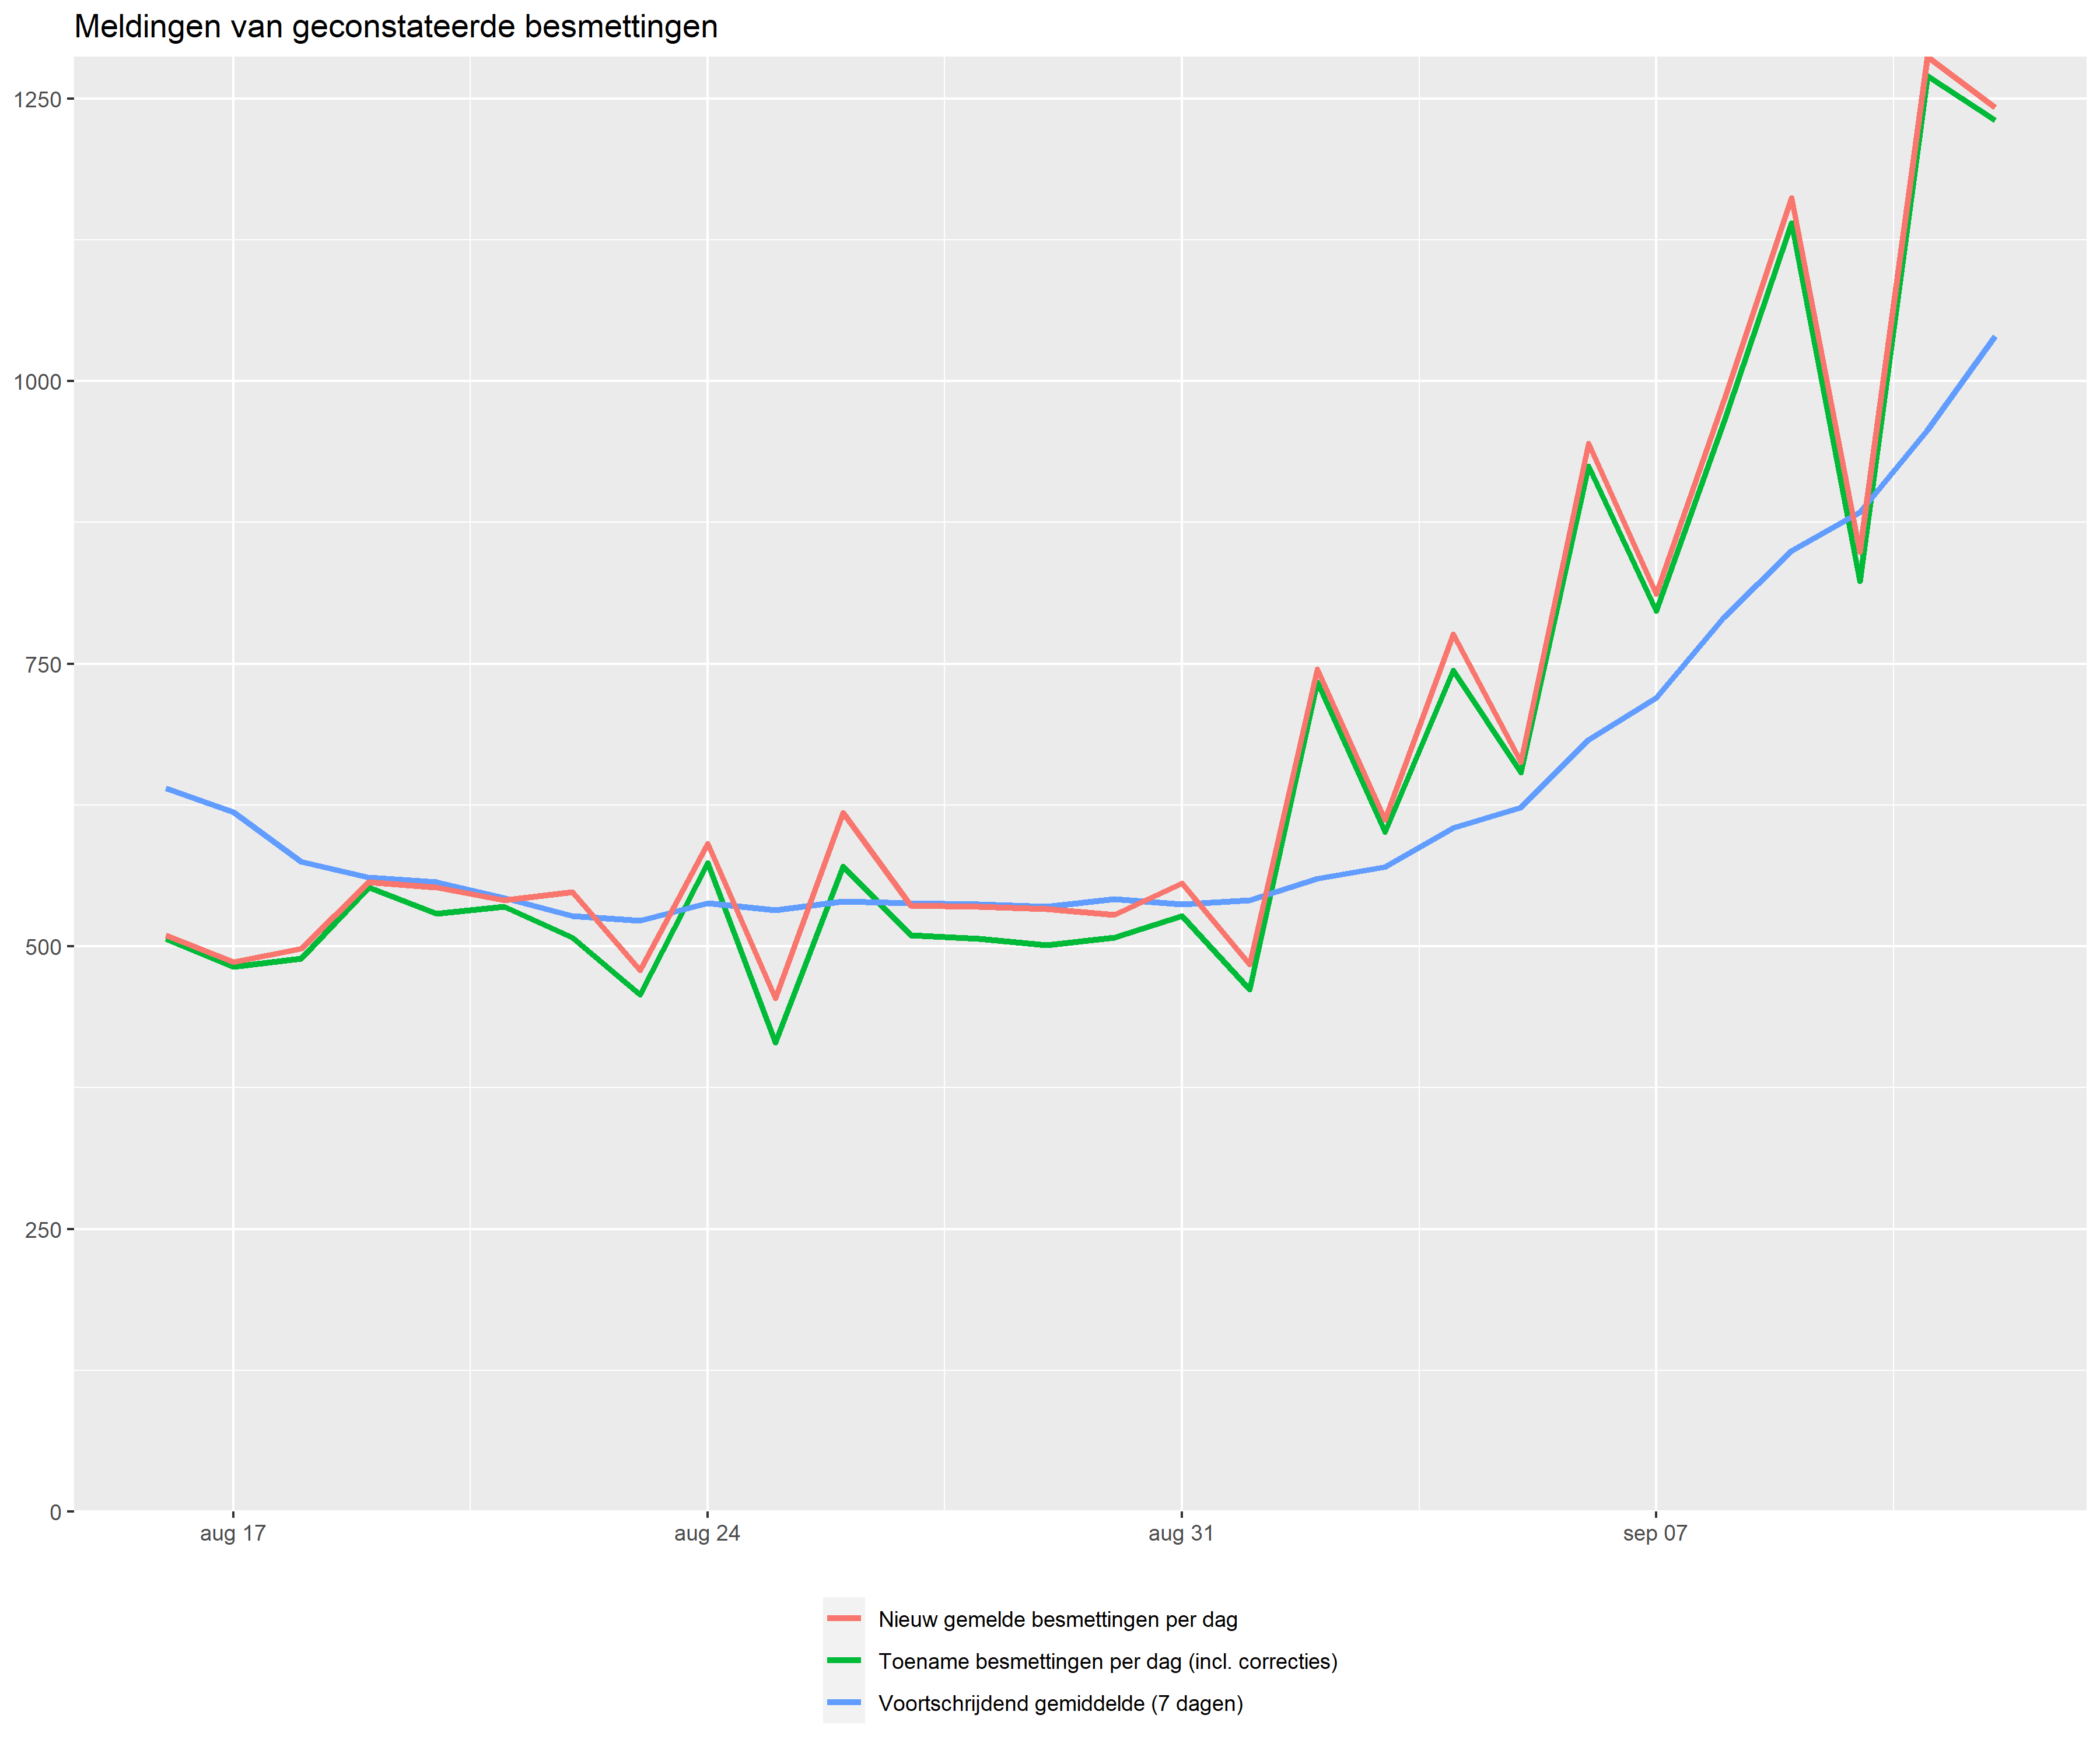 Meldingen van geconstateerde besmettingen
1250
1000
750
500
250
0
aug 17
aug 24
aug 31
sep 07
Nieuw gemelde besmettingen per dag
Toename besmettingen per dag (incl. correcties)
Voortschrijdend gemiddelde (7 dagen)